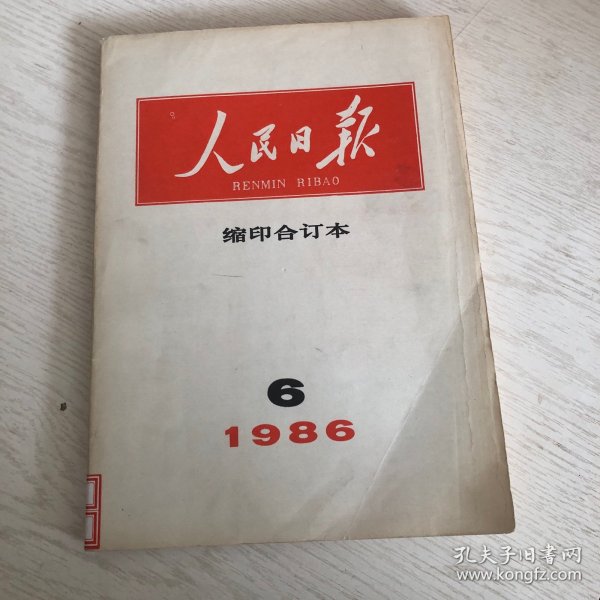 人民日报
RENMIN RIBAO
缩印合订本
6
1986
孔夫子旧书网
www.kongfz.com